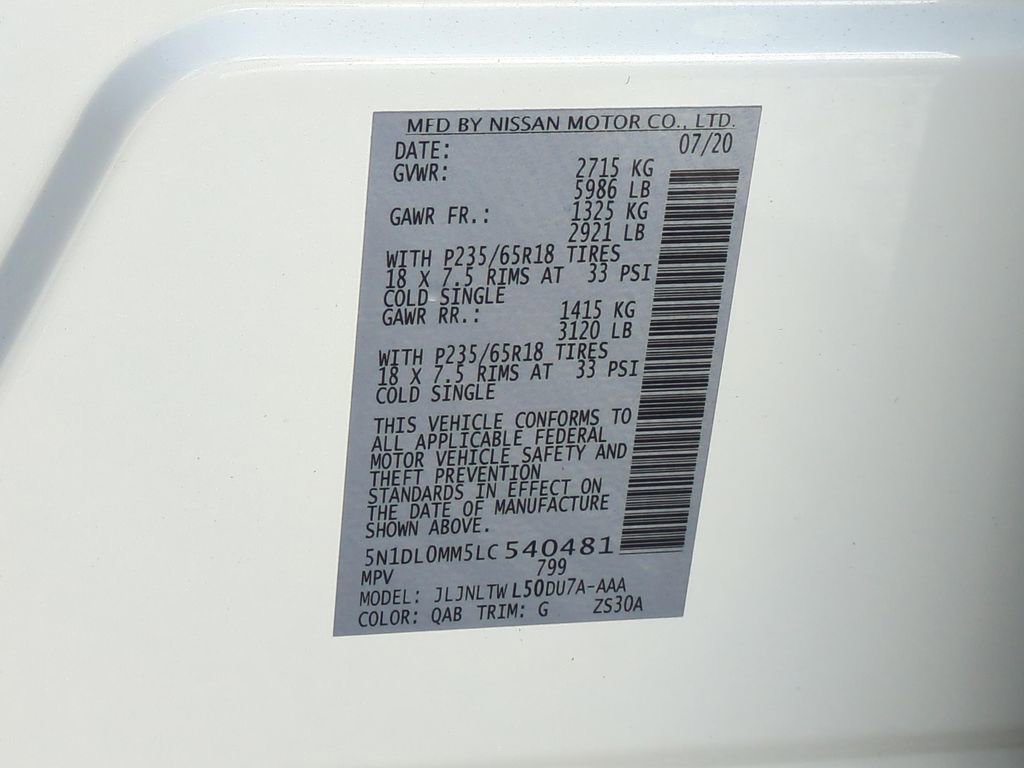 MFD BY NISSAN MOTOR CO., LTD.
DATE: 07/20
GVWR: 2715 KG
5986 LB
GAWR FR.: 1325 KG
2921 LB
WITH P235/65R18 TIRES
18 X 7.5 RIMS AT 33 PSI
COLD SINGLE
GAWR RR.: 1415 KG
3120 LB
WITH P235/65R18 TIRES
18 X 7.5 RIMS AT 33 PSI
COLD SINGLE
THIS VEHICLE CONFORMS TO
ALL APPLICABLE FEDERAL
MOTOR VEHICLE SAFETY AND
THEFT PREVENTION
STANDARDS IN EFFECT ON
THE DATE OF MANUFACTURE
SHOWN ABOVE.
5N1DL0MM5LC 540481
MPV 799
MODEL: JLJNLTW L50DU7A-AAA
COLOR: QAB TRIM: G ZS30A